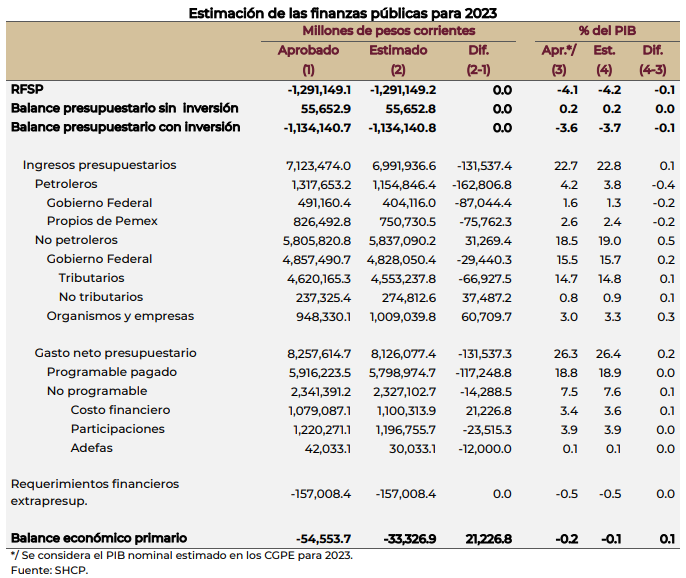 Estimación de las finanzas públicas para 2023
Millones de pesos corrientes % del PIB
Aprobado Estimado Dif. Apr.*/ Est. Dif.
(1) (2) (2-1) (3) (4) (4-3)
RFSP -1,291,149.1 -1,291,149.2 0.0 -4.1 -4.2 -0.1
Balance presupuestario sin inversión 55,652.9 55,652.8 0.0 0.2 0.2 0.0
Balance presupuestario con inversión -1,134,140.7 -1,134,140.8 0.0 -3.6 -3.7 -0.1
Ingresos presupuestarios 7,123,474.0 6,991,936.6 -131,537.4 22.7 22.8 0.1
Petroleros 1,317,653.2 1,154,846.4 -162,806.8 4.2 3.8 -0.4
Gobierno Federal 491,160.4 404,116.0 -87,044.4 1.6 1.3 -0.2
Propios de Pemex 826,492.8 750,730.5 -75,762.3 2.6 2.4 -0.2
No petroleros 5,805,820.8 5,837,090.2 31,269.4 18.5 19.0 0.5
Gobierno Federal 4,857,490.7 4,828,050.4 -29,440.3 15.5 15.7 0.2
Tributarios 4,620,165.3 4,553,237.8 -66,927.5 14.7 14.8 0.1
No tributarios 237,325.4 274,812.6 37,487.2 0.8 0.9 0.1
Organismos y empresas 948,330.1 1,009,039.8 60,709.7 3.0 3.3 0.3
Gasto neto presupuestario 8,257,614.7 8,126,077.4 -131,537.3 26.3 26.4 0.2
Programable pagado 5,916,223.5 5,798,974.7 -117,248.8 18.8 18.9 0.0
No programable 2,341,391.2 2,327,102.7 -14,288.5 7.5 7.6 0.1
Costo financiero 1,079,087.1 1,100,313.9 21,226.8 3.4 3.6 0.1
Participaciones 1,220,271.1 1,196,755.7 -23,515.3 3.9 3.9 0.0
Adefas 42,033.1 30,033.1 -12,000.0 0.1 0.1 0.0
Requerimientos financieros
extrapresup. -157,008.4 -157,008.4 0.0 -0.5 -0.5 0.0
Balance económico primario -54,553.7 -33,326.9 21,226.8 -0.2 -0.1 0.1
*/ Se considera el PIB nominal estimado en los CGPE para 2023.
Fuente: SHCP.